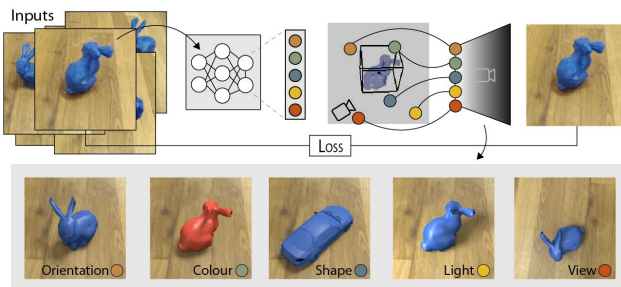 Inputs
Loss
Orientation
Colour
Shape
Light
View